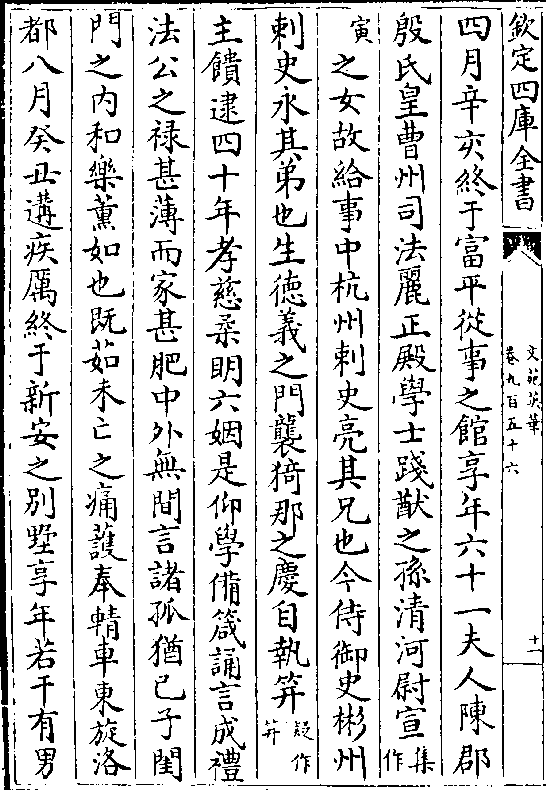 欽定四庫全書
文苑英華
卷九百五十六
十一
四月辛亥終于富平從事之館享年六十一夫人陳郡
殷氏皇曹州司法麗正殿學士踐猷之孫清河尉宣集作
寅之女故給事中杭州刺史亮其兄也今侍御史彬州
刺史永其弟也生徳義之門襲猗那之慶自執笄疑作笄
主饋逮四十年孝慈柔明六姻是仰學備箴誦言成禮
法公之禄甚薄而家甚肥中外無間言諸孤猶己子閨
門之内和樂薰如也既茹未亡之痛護奉輤車東旋洛
都八月癸丑遘疾厲終于新安之别墅享年若干有男